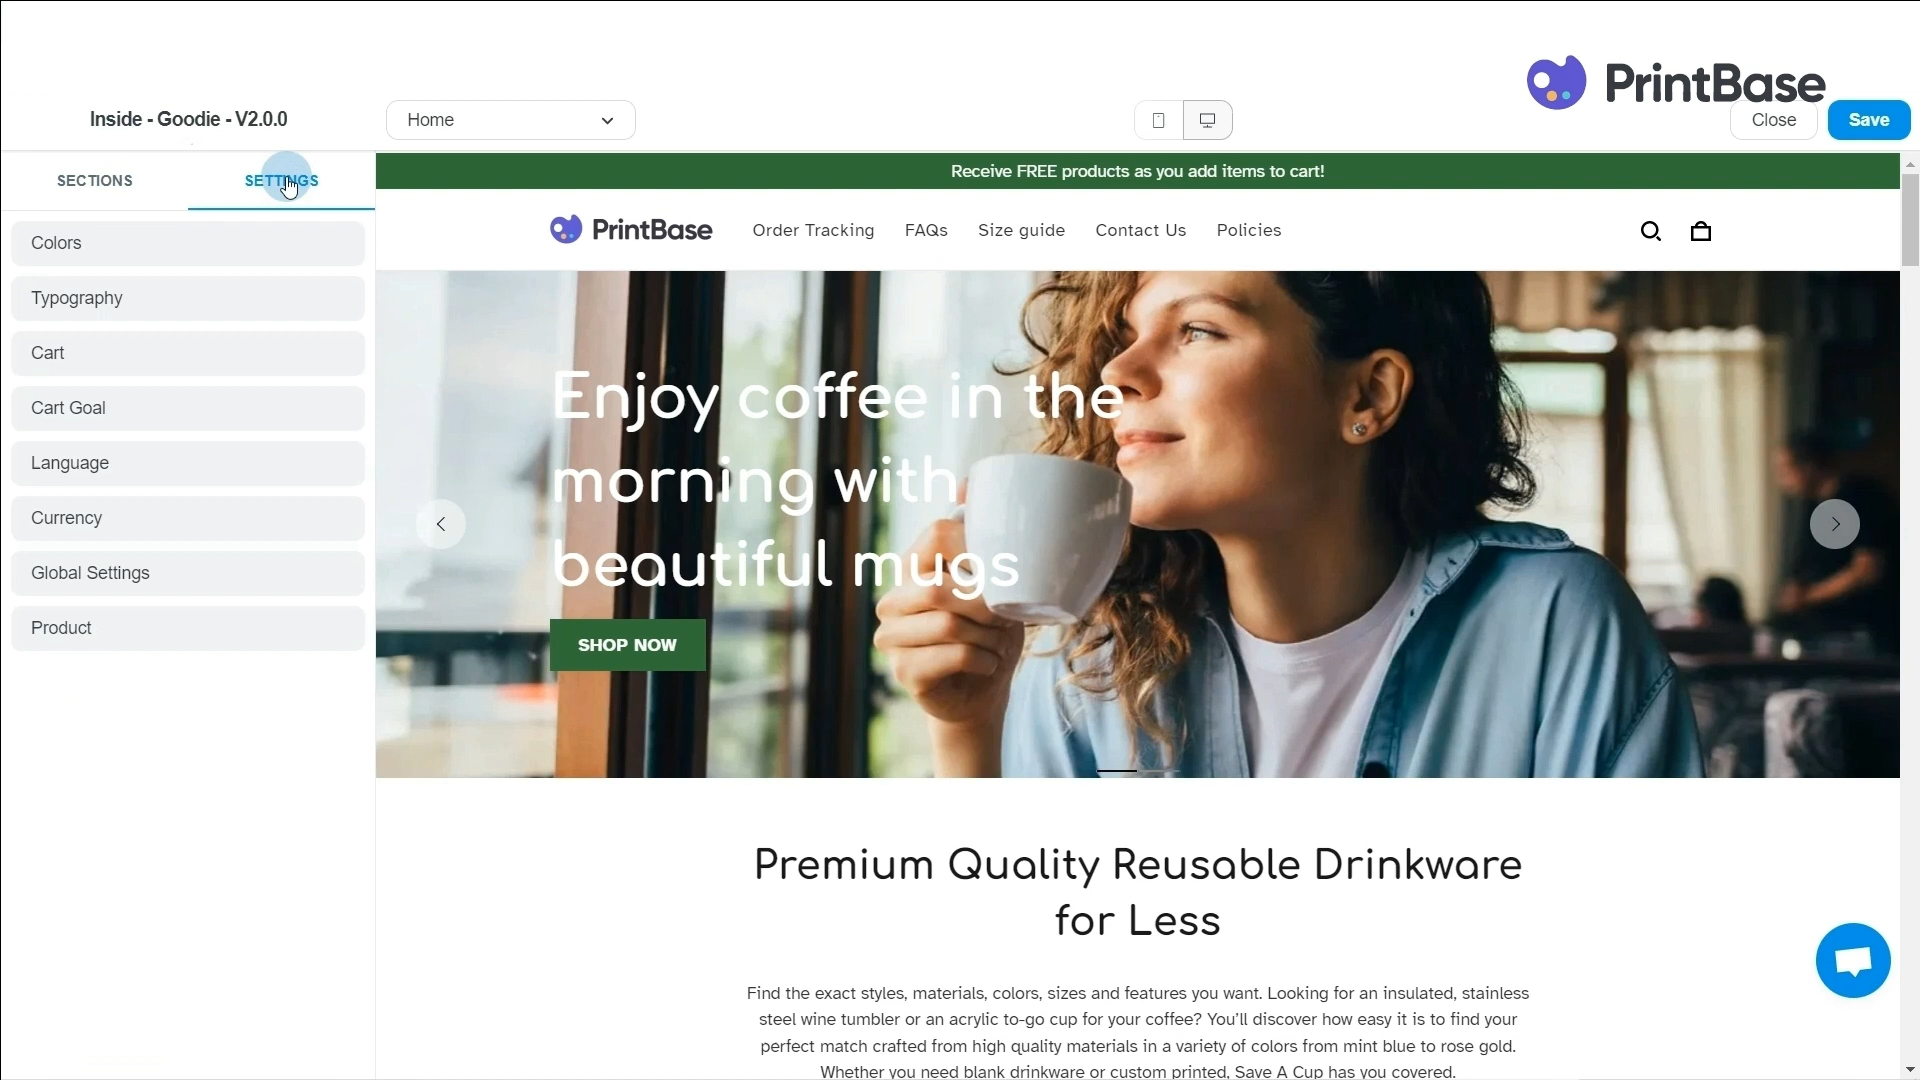 PrintBase
Inside - Goodie - V2.0.0
Home
Close
Save
SECTIONS
SETTINGS
Colors
Typography
Cart
Cart Goal
Language
Currency
Global Settings
Product
Receive FREE products as you add items to cart!
PrintBase
Order Tracking
FAQs
Size guide
Contact Us
Policies
Enjoy coffee in the
morning with
beautiful mugs
SHOP NOW
Premium Quality Reusable Drinkware
for Less
Find the exact styles, materials, colors, sizes and features you want. Looking for an insulated, stainless
steel wine tumbler or an acrylic to-go cup for your coffee? You’ll discover how easy it is to find your
perfect match crafted from high quality materials in a variety of colors from mint blue to rose gold.
Whether you need blank drinkware or custom printed, Save A Cup has you covered.